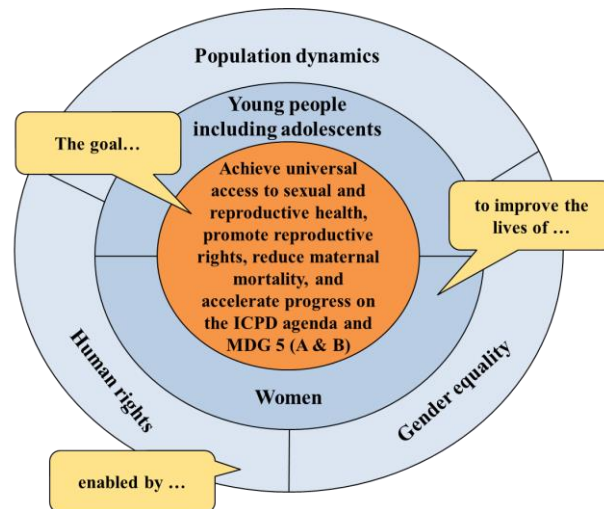 Population dynamics
Young people
including adolescents
The goal…
Achieve universal
access to sexual and
reproductive health,
promote reproductive
rights, reduce maternal
mortality, and
accelerate progress on
the ICPD agenda and
MDG 5 (A & B)
to improve the
lives of …
Women
Human rights
Gender equality
enabled by …